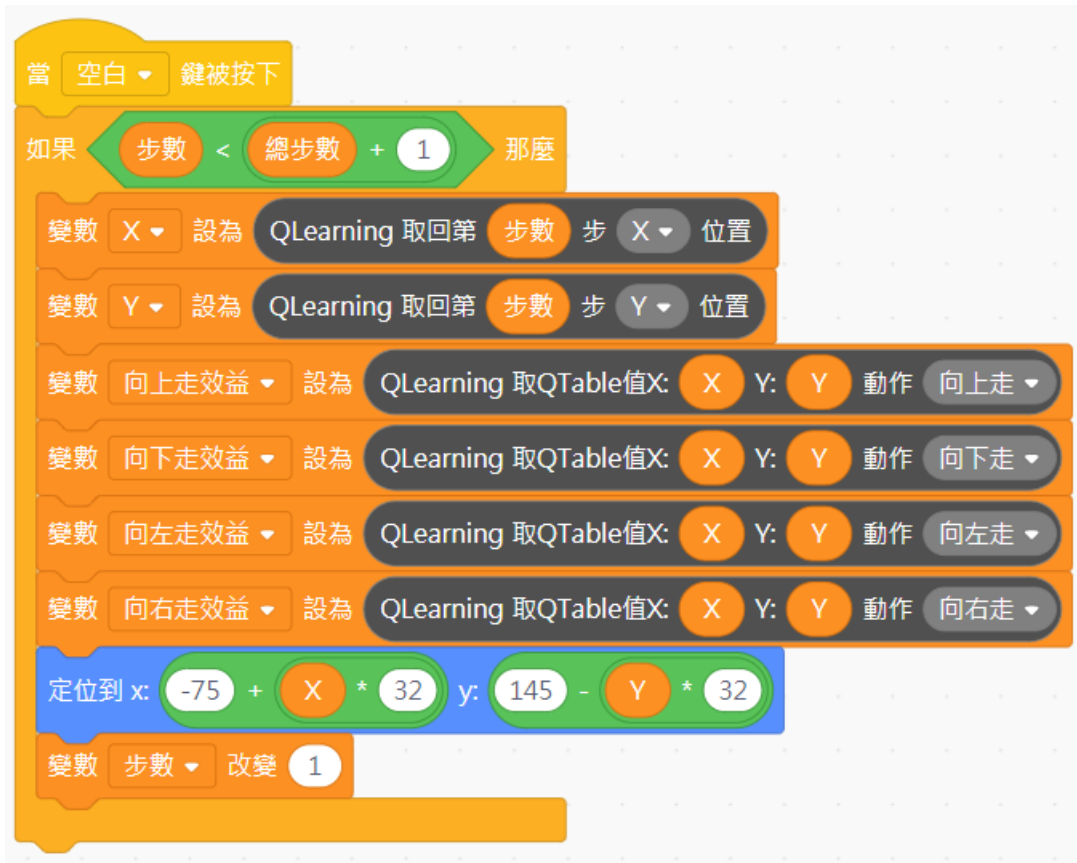 當 空白 鍵被按下
如果 步數 < 總步數 + 1 那麼
變數 X 設為 QLearning 取回第 步數 步 X 位置
變數 Y 設為 QLearning 取回第 步數 步 Y 位置
變數 向上走效益 設為 QLearning 取QTable值X: X Y: Y 動作 向上走
變數 向下走效益 設為 QLearning 取QTable值X: X Y: Y 動作 向下走
變數 向左走效益 設為 QLearning 取QTable值X: X Y: Y 動作 向左走
變數 向右走效益 設為 QLearning 取QTable值X: X Y: Y 動作 向右走
定位到 x: -75 + X * 32 y: 145 - Y * 32
變數 步數 改變 1